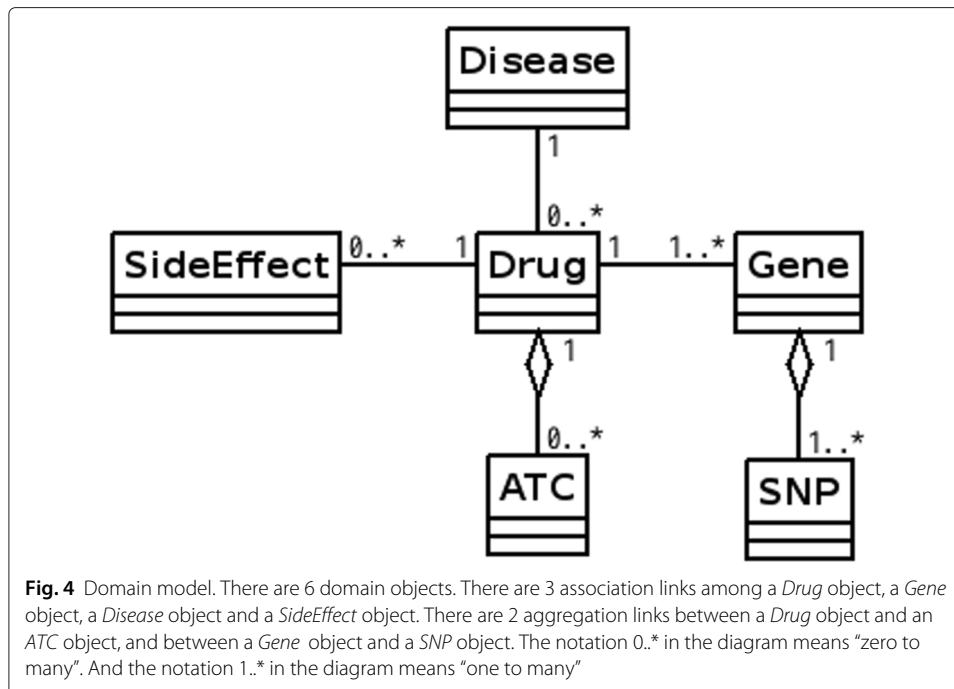 Disease
1
0..*
SideEffect
0..*
1
Drug
1
1..*
Gene
1
1
0..*
1..*
ATC
SNP
Fig. 4 Domain model. There are 6 domain objects. There are 3 association links among a Drug object, a Gene
object, a Disease object and a SideEffect object. There are 2 aggregation links between a Drug object and an
ATC object, and between a Gene object and a SNP object. The notation 0..* in the diagram means “zero to
many”. And the notation 1..* in the diagram means “one to many”